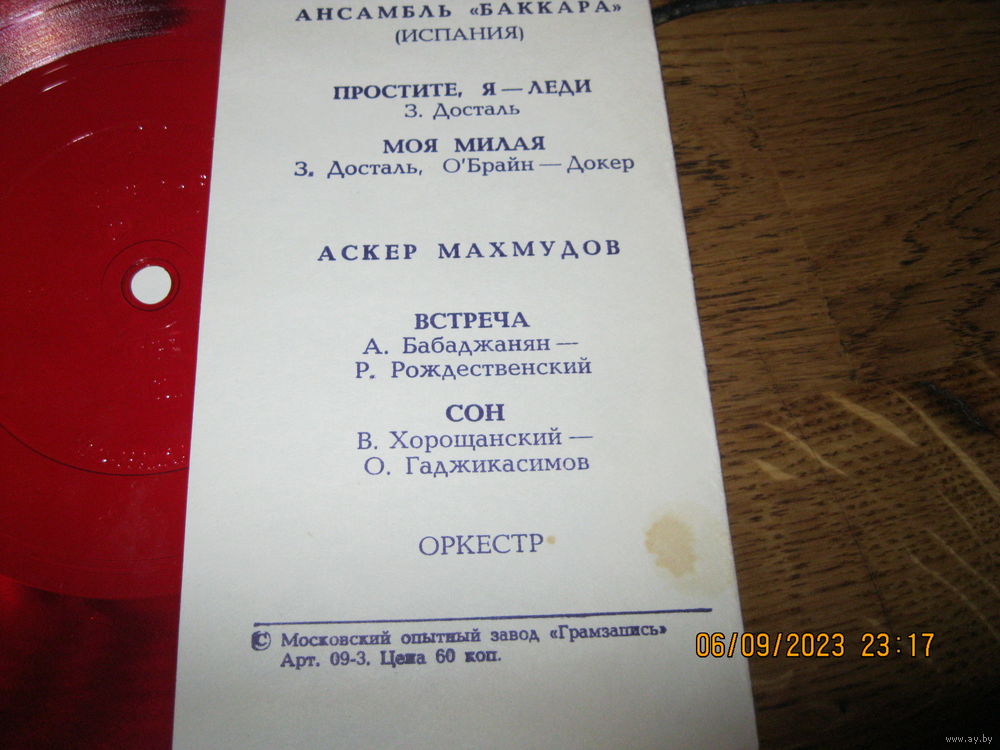 АНСАМБЛЬ «БАККАРА»
(ИСПАНИЯ)
ПРОСТИТЕ, Я — ЛЕДИ
З. Досталь
МОЯ МИЛАЯ
З. Досталь, О'Брайн — Докер
АСКЕР МАХМУДОВ
ВСТРЕЧА
А. Бабаджанян —
Р. Рождественский
СОН
В. Хорощанский —
О. Гаджикасимов
ОРКЕСТР
© Московский опытный завод «Грамзапись»
Арт. 09-3. Цена 60 коп.
06/09/2023 23:17
www.ay.by